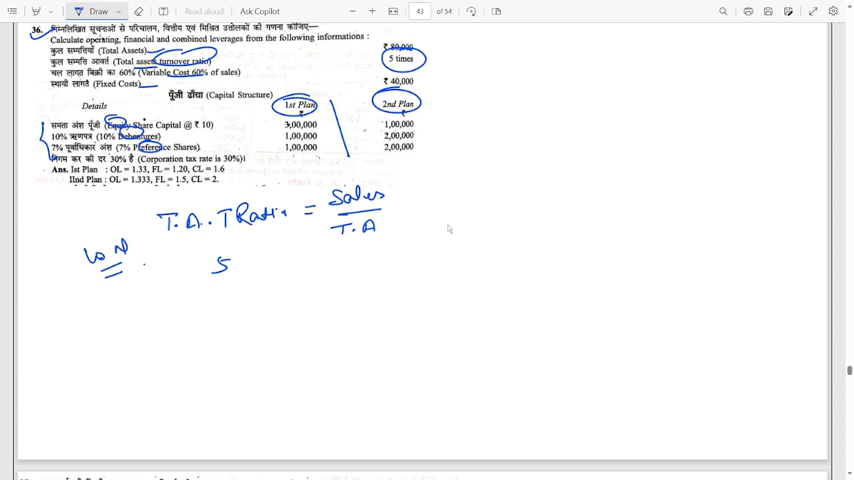 Draw
Read aloud
43
of 54
Ask Copilot
36. निम्नलिखित सूचनाओं से परिचालन, वित्तीय एवं मिश्रित उत्तोलकों की गणना कीजिए—
Calculate operating, financial and combined leverages from the following informations :
कुल सम्पत्तियाँ (Total Assets) ₹ 80,000
कुल सम्पत्ति आवर्त (Total assets turnover ratio) 5 times
चल लागत बिक्री का 60% (Variable Cost 60% of sales)
स्थायी लागतें (Fixed Costs) ₹ 40,000
पूँजी ढाँचा (Capital Structure)
Details 1st Plan 2nd Plan
₹ ₹
समता अंश पूँजी (Equity Share Capital @ ₹ 10) 3,00,000 1,00,000
10% ऋणपत्र (10% Debentures) 1,00,000 2,00,000
7% पूर्वाधिकार अंश (7% Preference Shares) 1,00,000 2,00,000
निगम कर की दर 30% है (Corporation tax rate is 30%)।
Ans. Ist Plan : OL = 1.33, FL = 1.20, CL = 1.6
IInd Plan : OL = 1.333, FL = 1.5, CL = 2.
T.A. T Ratio = Sales
T.A
W N
5